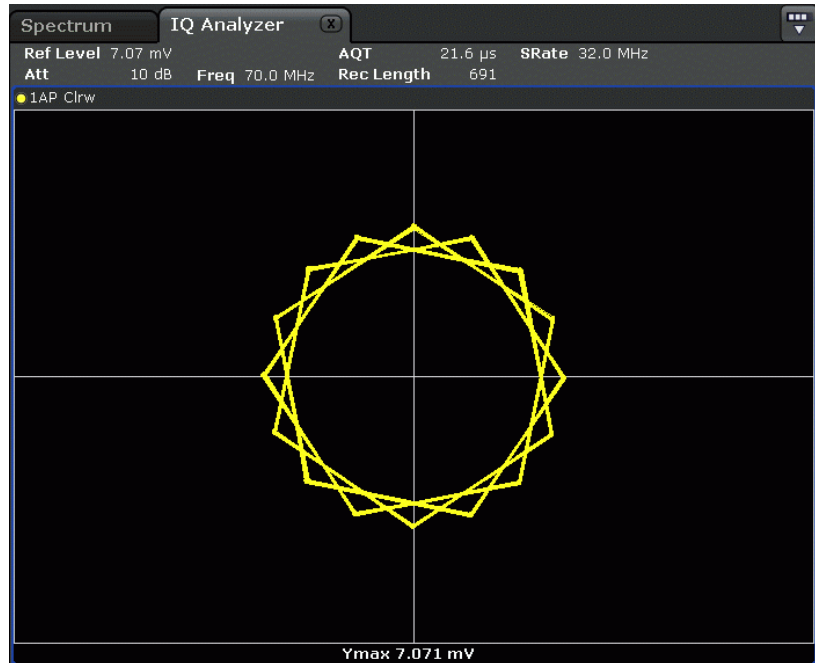 Spectrum IQ Analyzer X
Ref Level 7.07 mV AQT 21.6 µs SRate 32.0 MHz
Att 10 dB Freq 70.0 MHz Rec Length 691
1AP Clrw
Ymax 7.071 mV